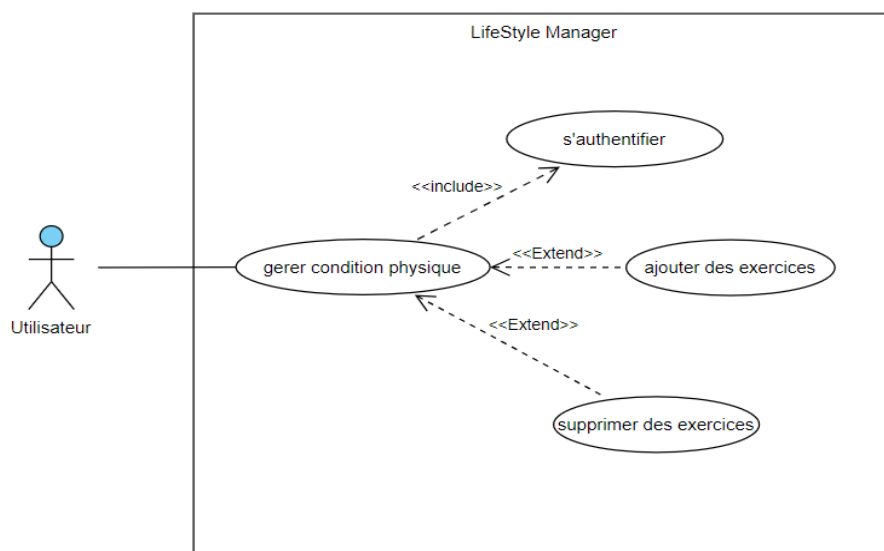 LifeStyle Manager
s'authentifier
<<include>>
<<Extend>>
gerer condition physique
ajouter des exercices
Utilisateur
<<Extend>>
supprimer des exercices